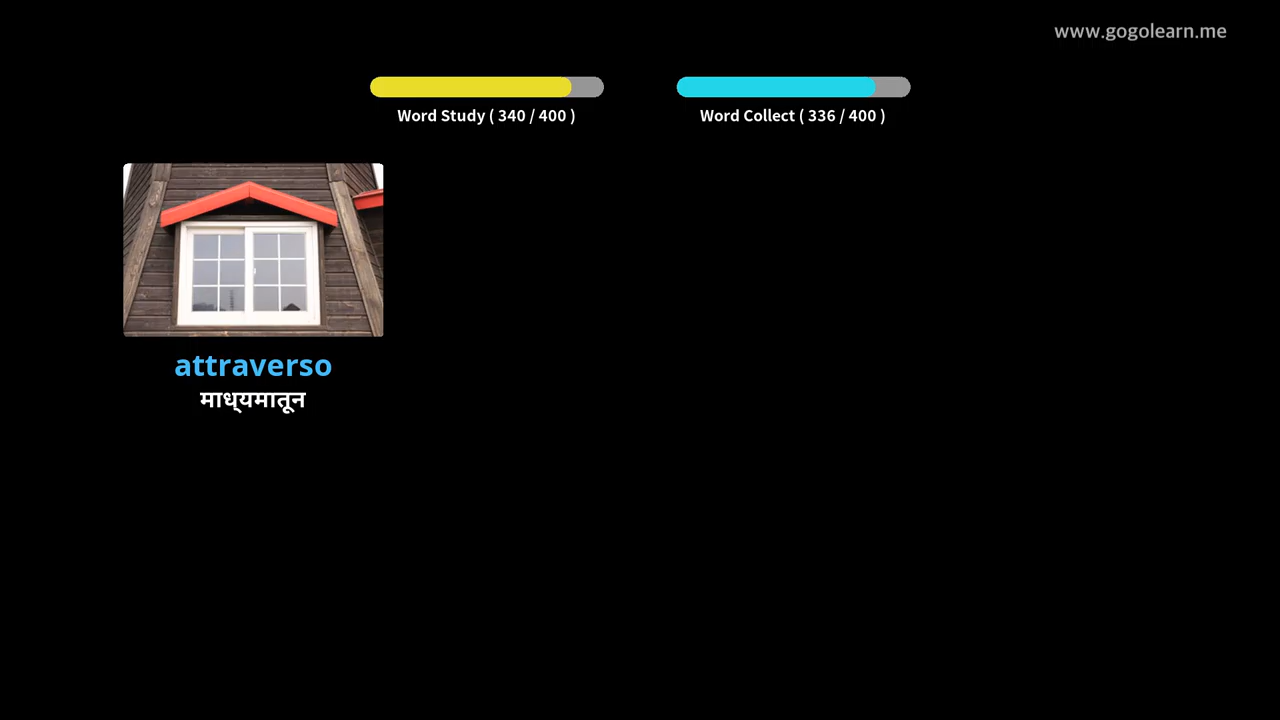 www.gogolearn.me
Word Study ( 340 / 400 )
Word Collect ( 336 / 400 )
attraverso
माध्यमातून